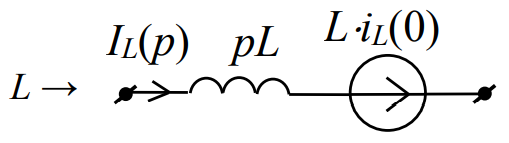 I_L(p) pL L·i_L(0)
L →